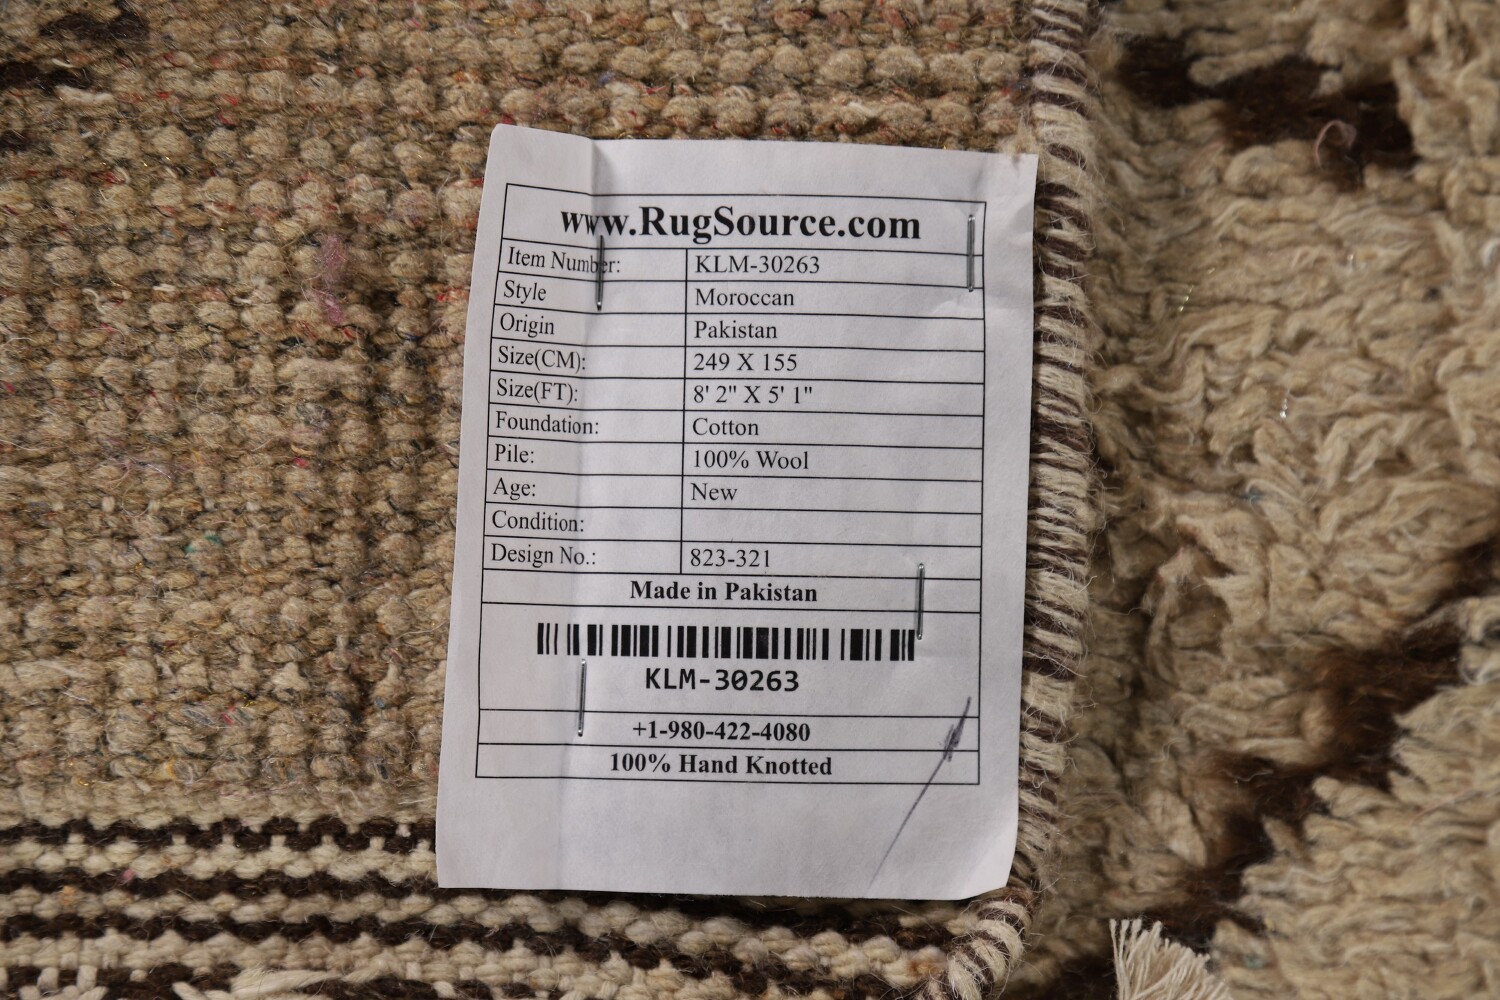 www.RugSource.com
Item Number: KLM-30263
Style Moroccan
Origin Pakistan
Size(CM): 249 X 155
Size(FT): 8' 2" X 5' 1"
Foundation: Cotton
Pile: 100% Wool
Age: New
Condition:
Design No.: 823-321
Made in Pakistan
KLM-30263
+1-980-422-4080
100% Hand Knotted